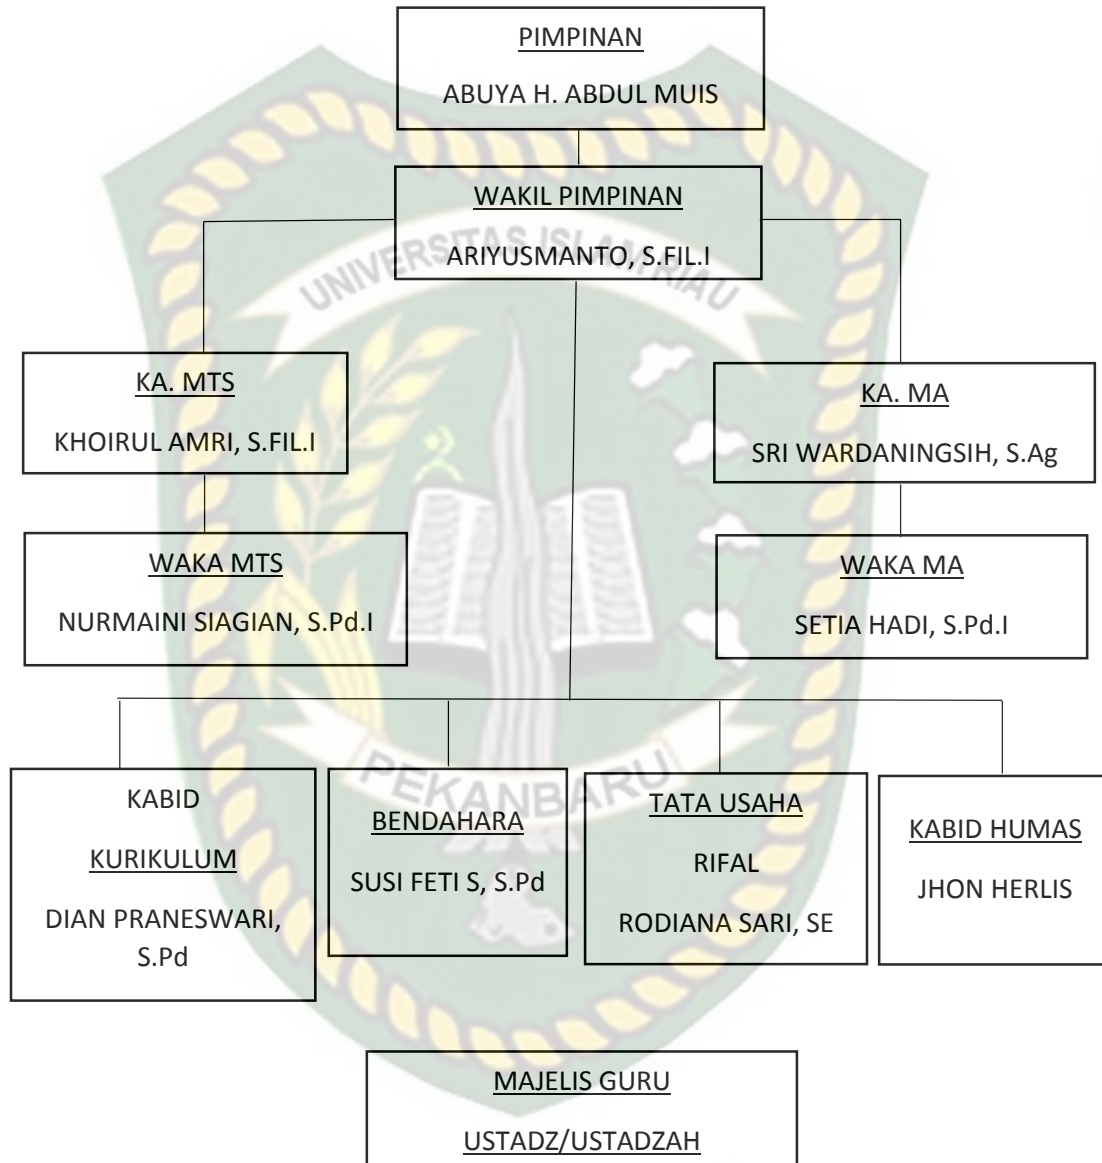 PIMPINAN
ABUYA H. ABDUL MUIS
WAKIL PIMPINAN
ARIYUSMANTO, S.FIL.I
UNIVERSITAS ISLAM RIAU
KA. MTS
KHOIRUL AMRI, S.FIL.I
KA. MA
SRI WARDANINGSIH, S.Ag
WAKA MTS
NURMAINI SIAGIAN, S.Pd.I
WAKA MA
SETIA HADI, S.Pd.I
PEKANBARU
KABID
KURIKULUM
DIAN PRANESWARI,
S.Pd
BENDAHARA
SUSI FETI S, S.Pd
TATA USAHA
RIFAL
RODIANA SARI, SE
KABID HUMAS
JHON HERLIS
MAJELIS GURU
USTADZ/USTADZAH